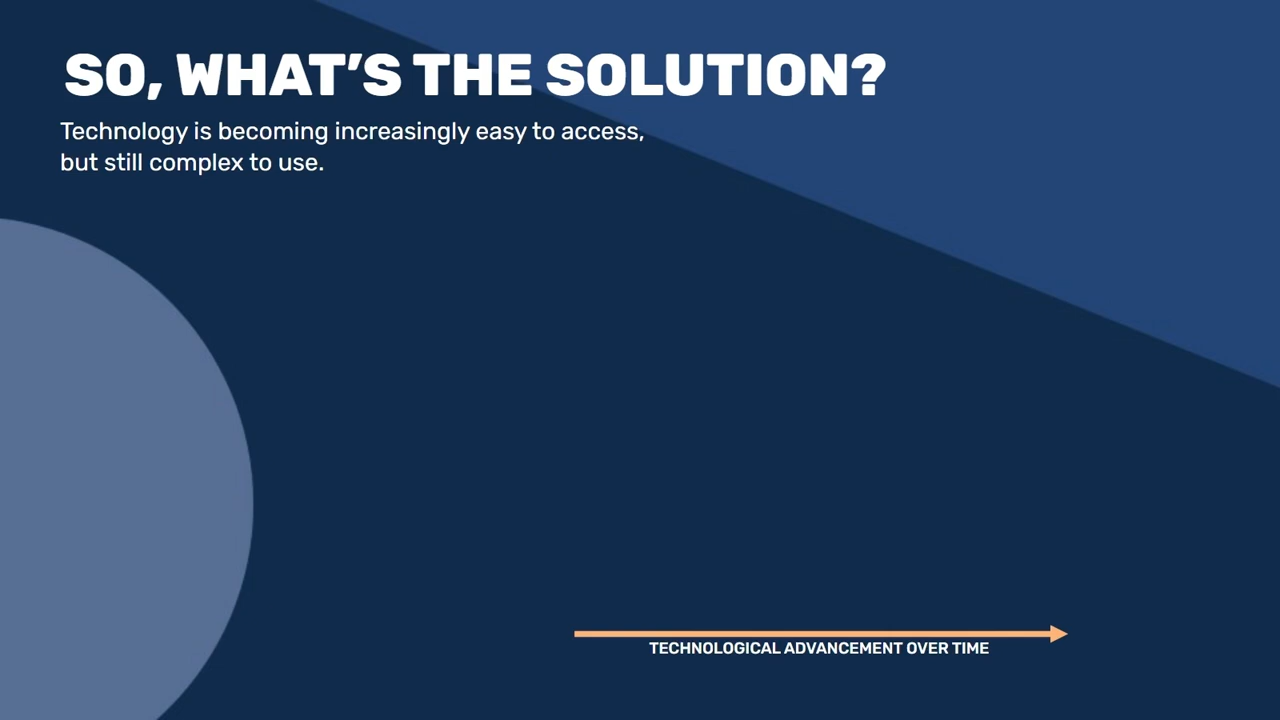 SO, WHAT'S THE SOLUTION?
Technology is becoming increasingly easy to access,
but still complex to use.
TECHNOLOGICAL ADVANCEMENT OVER TIME